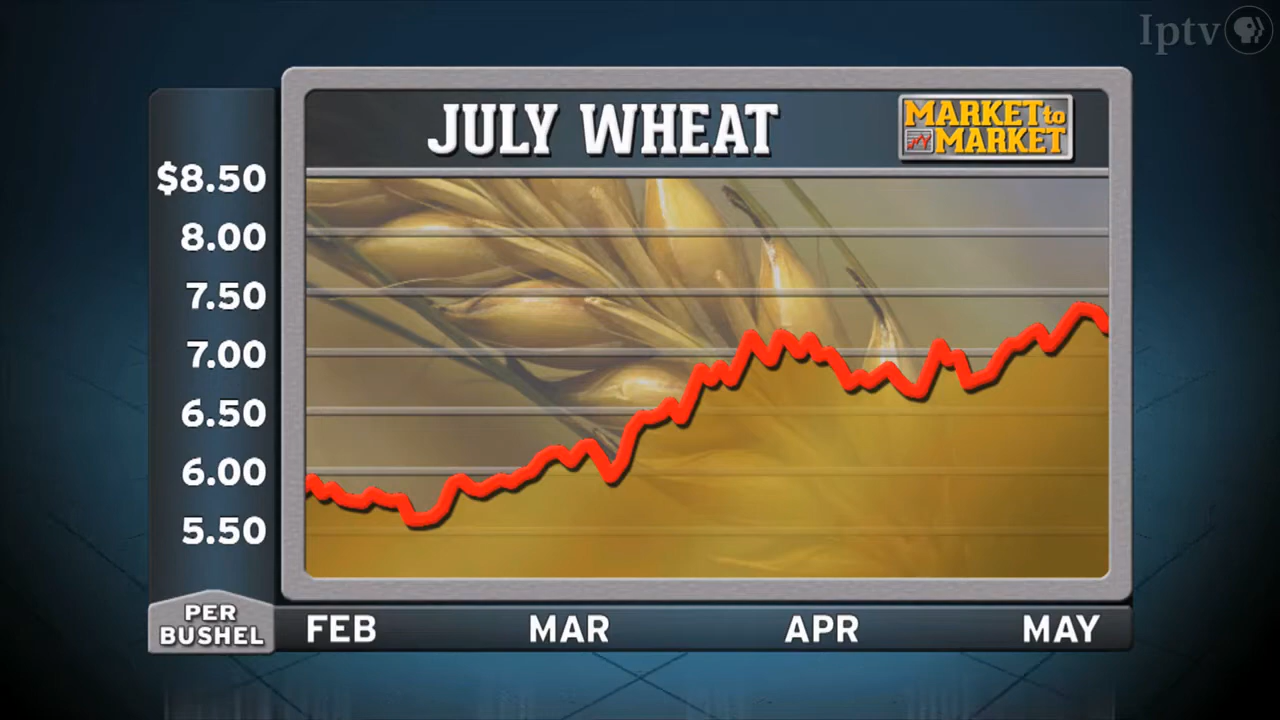 Iptv
JULY WHEAT
MARKET to
MARKET
$8.50
8.00
7.50
7.00
6.50
6.00
5.50
PER
BUSHEL
FEB MAR APR MAY